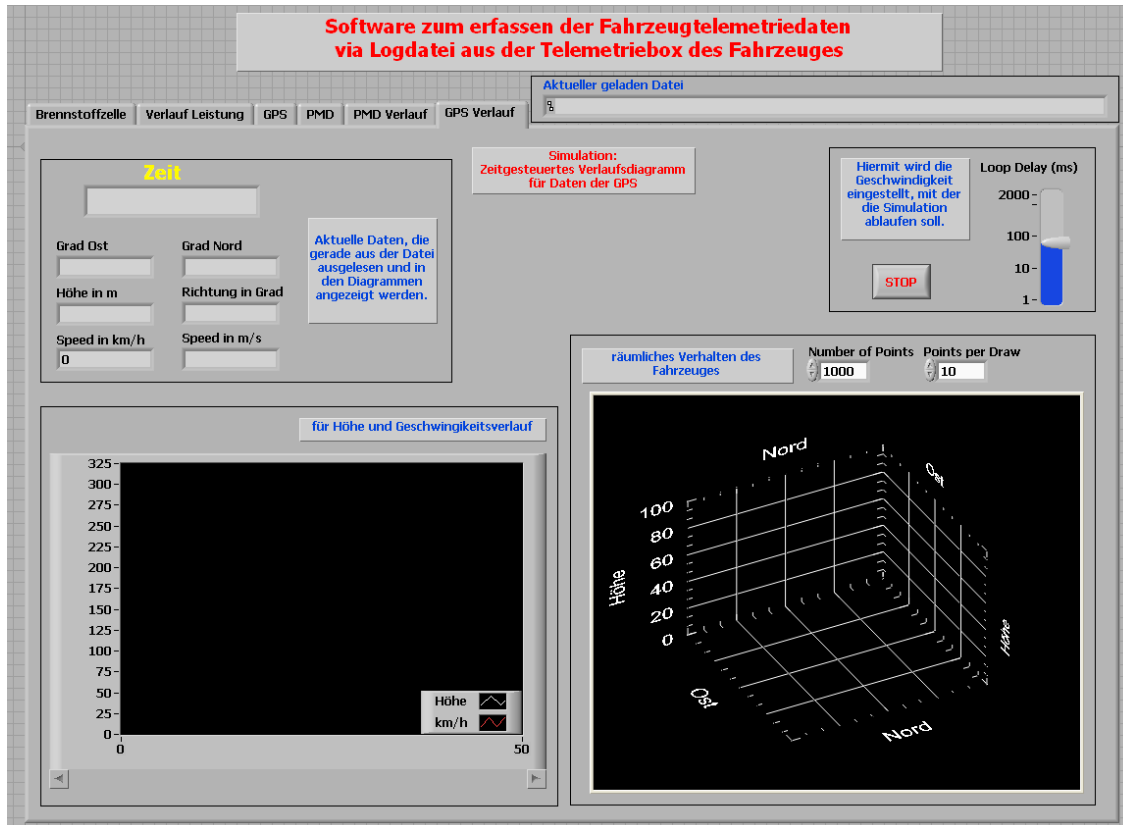 Software zum erfassen der Fahrzeugtelemetriedaten
via Logdatei aus der Telemetriebox des Fahrzeuges
Aktueller geladen Datei
Brennstoffzelle
Verlauf Leistung
GPS
PMD
PMD Verlauf
GPS Verlauf
Zeit
Grad Ost
Grad Nord
Höhe in m
Richtung in Grad
Speed in km/h
Speed in m/s
0
Aktuelle Daten, die
gerade aus der Datei
ausgelesen und in
den Diagrammen
angezeigt werden.
Simulation:
Zeitgesteuertes Verlaufsdiagramm
für Daten der GPS
Hiermit wird die
Geschwindigkeit
eingestellt, mit der
die Simulation
ablaufen soll.
STOP
Loop Delay (ms)
2000
100
10
1
für Höhe und Geschwingikeitsverlauf
325
300
275
250
225
200
175
150
125
100
75
50
25
0
0
50
Höhe
km/h
räumliches Verhalten des
Fahrzeuges
Number of Points
1000
Points per Draw
10
Nord
Ost
100
80
60
40
20
0
Höhe
Höhe
Ost
Nord